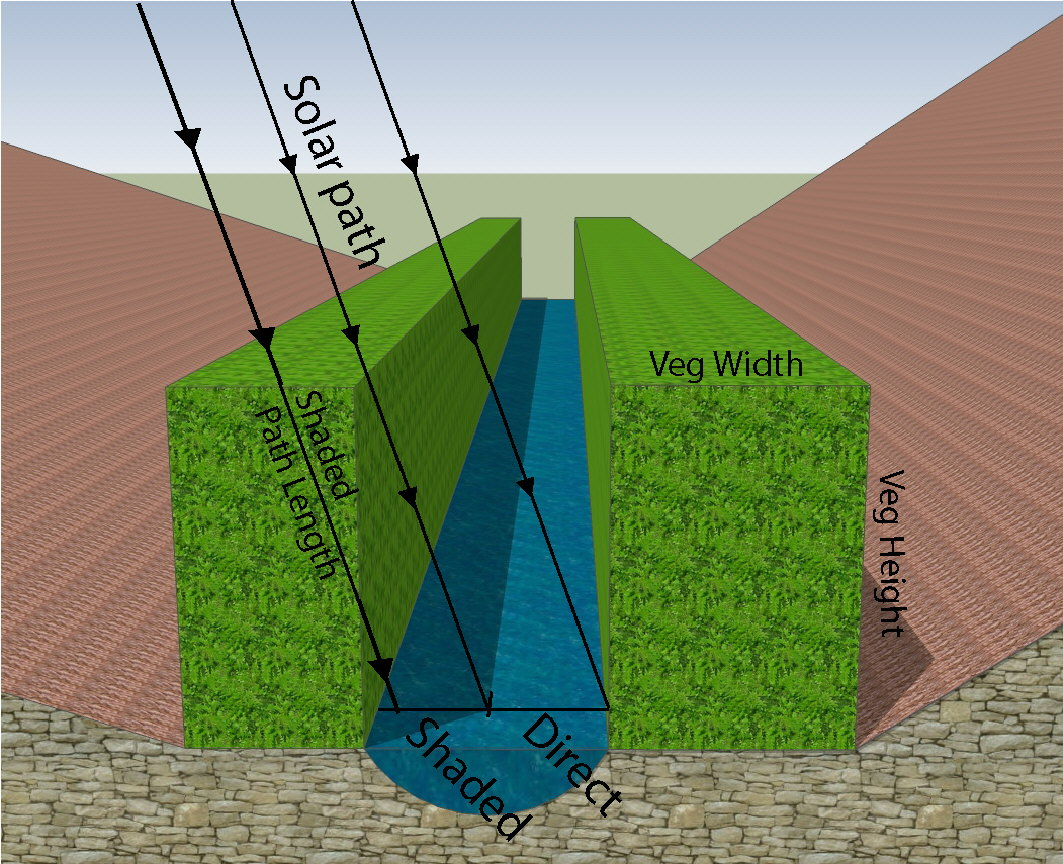 Solar path
Veg Width
Shaded
Path Length
Veg Height
Shaded
Direct